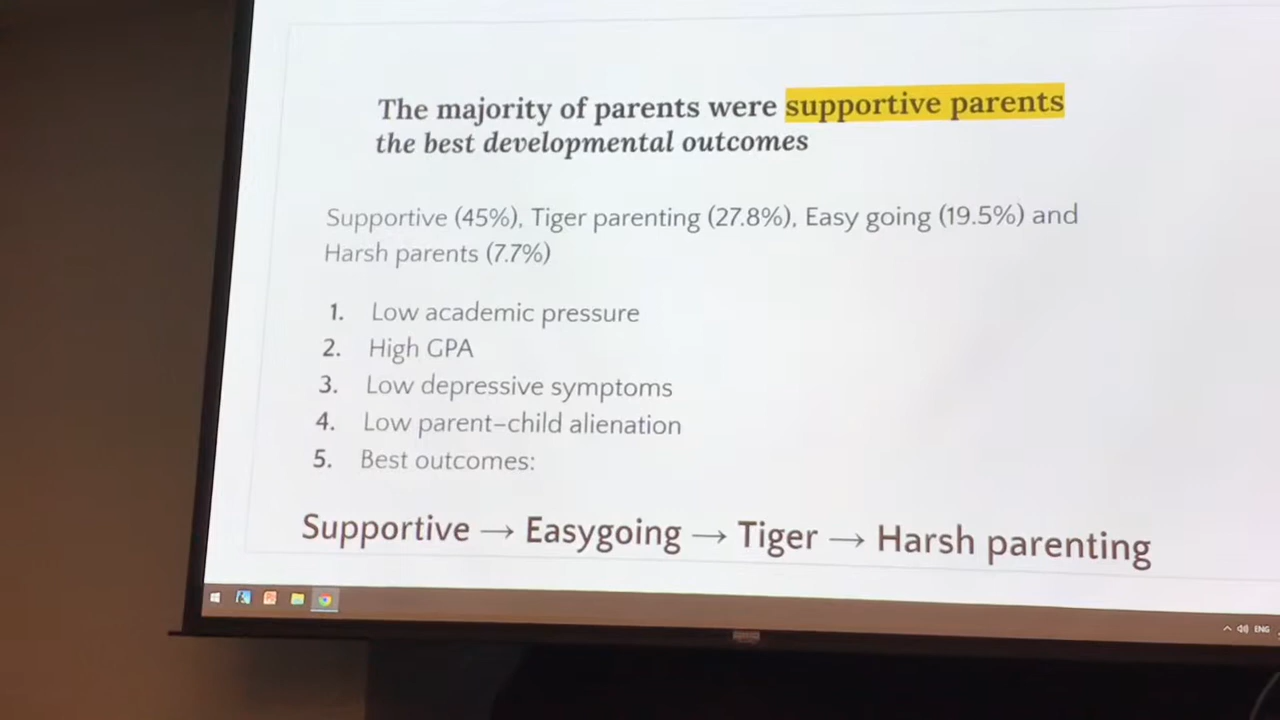 The majority of parents were supportive parents
the best developmental outcomes
Supportive (45%), Tiger parenting (27.8%), Easy going (19.5%) and
Harsh parents (7.7%)
1. Low academic pressure
2. High GPA
3. Low depressive symptoms
4. Low parent–child alienation
5. Best outcomes:
Supportive → Easygoing → Tiger → Harsh parenting
ENG